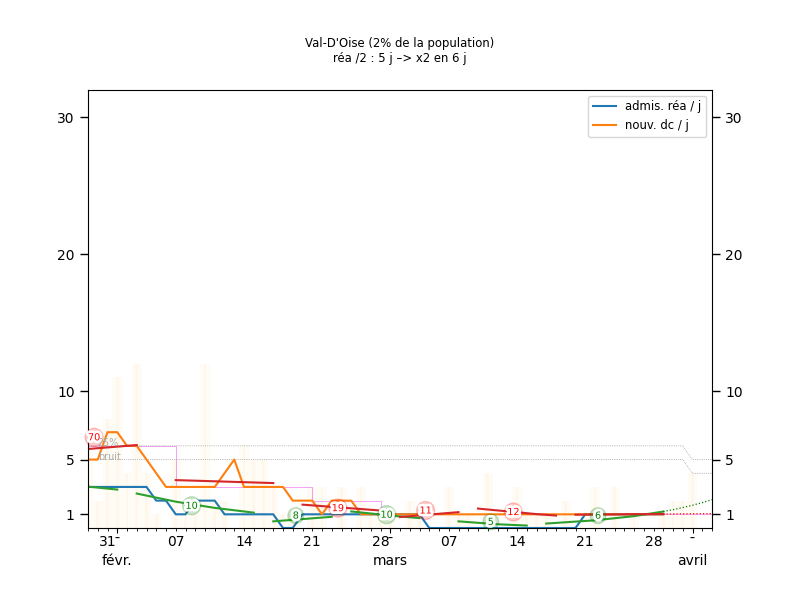 Val-D'Oise (2% de la population)
réa /2 : 5 j –> x2 en 6 j
admis. réa / j
nouv. dc / j
30 30
20 20
10 10
5 5
1 1
70
bruit
10
8
19
10
11
5
12
6
31 07 14 21 28 07 14 21 28
févr. mars avril